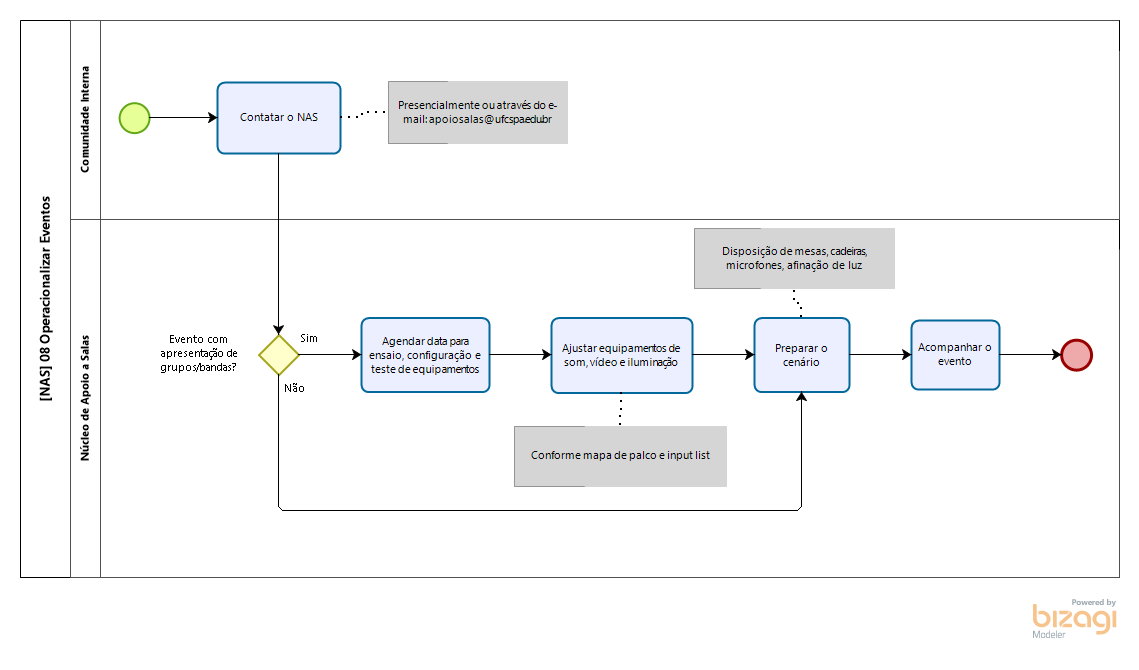 [NAS] 08 Operacionalizar Eventos
Comunidade Interna
Contatar o NAS
Presencialmente ou através do e-
mail: apoiosalas@ufcspa.edu.br
Núcleo de Apoio a Salas
Evento com
apresentação de
grupos/bandas?
Sim
Não
Agendar data para
ensaio, configuração e
teste de equipamentos
Ajustar equipamentos de
som, vídeo e iluminação
Conforme mapa de palco e input list
Disposição de mesas, cadeiras,
microfones, afinação de luz
Preparar o
cenário
Acompanhar o
evento
Powered by
bizagi
Modeler